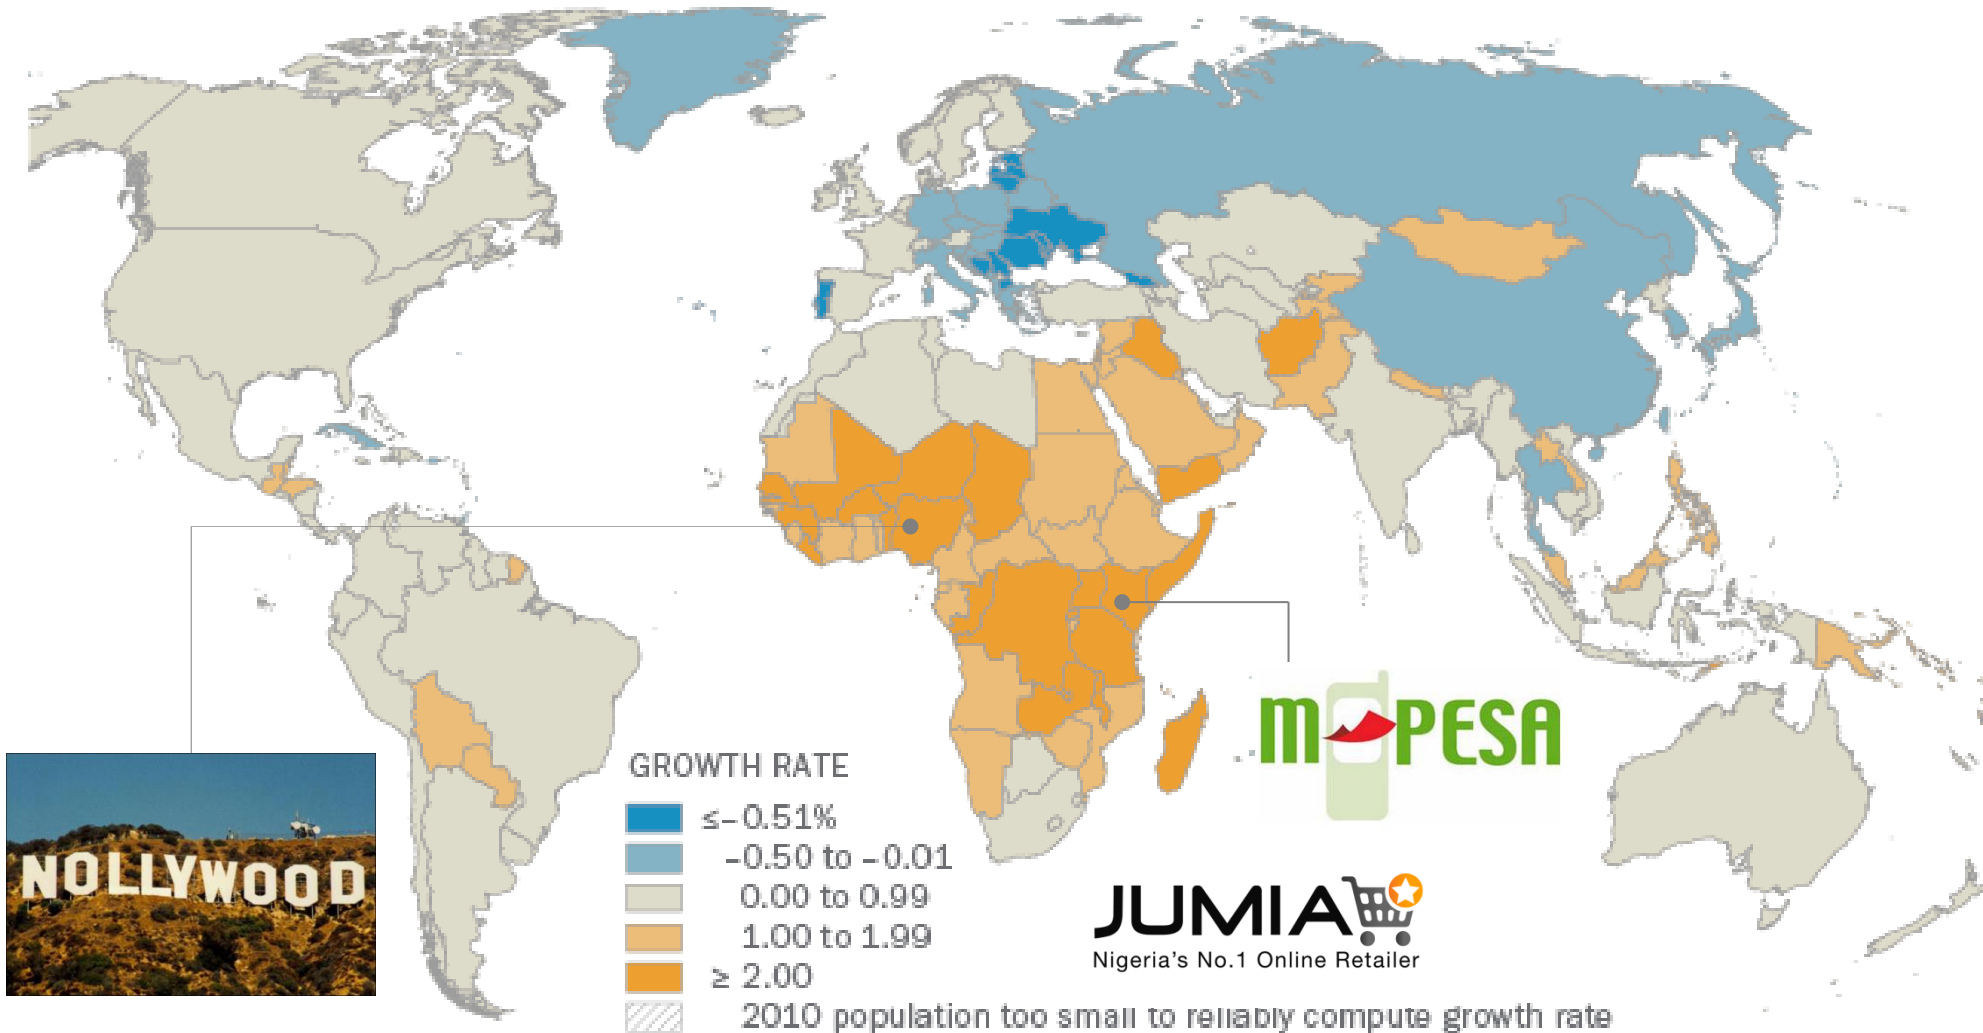 NOLLYWOOD
GROWTH RATE
≤-0.51%
-0.50 to -0.01
0.00 to 0.99
1.00 to 1.99
≥ 2.00
2010 population too small to reliably compute growth rate
M PESA
JUMIA
Nigeria's No.1 Online Retailer